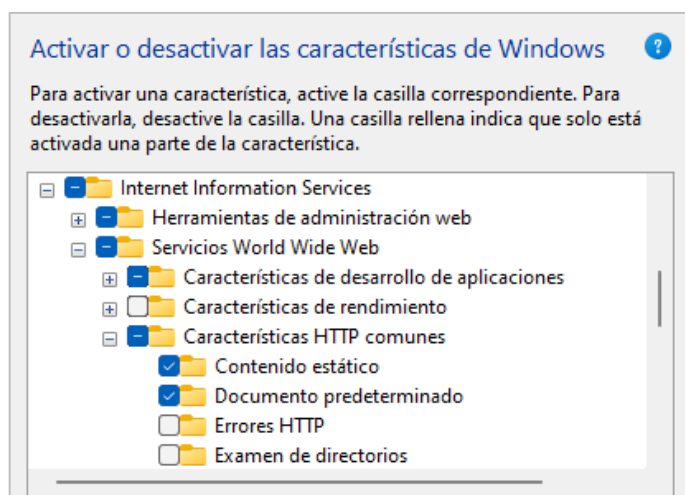 Activar o desactivar las características de Windows
?
Para activar una característica, active la casilla correspondiente. Para
desactivarla, desactive la casilla. Una casilla rellena indica que solo está
activada una parte de la característica.
Internet Information Services
Herramientas de administración web
Servicios World Wide Web
Características de desarrollo de aplicaciones
Características de rendimiento
Características HTTP comunes
Contenido estático
Documento predeterminado
Errores HTTP
Examen de directorios